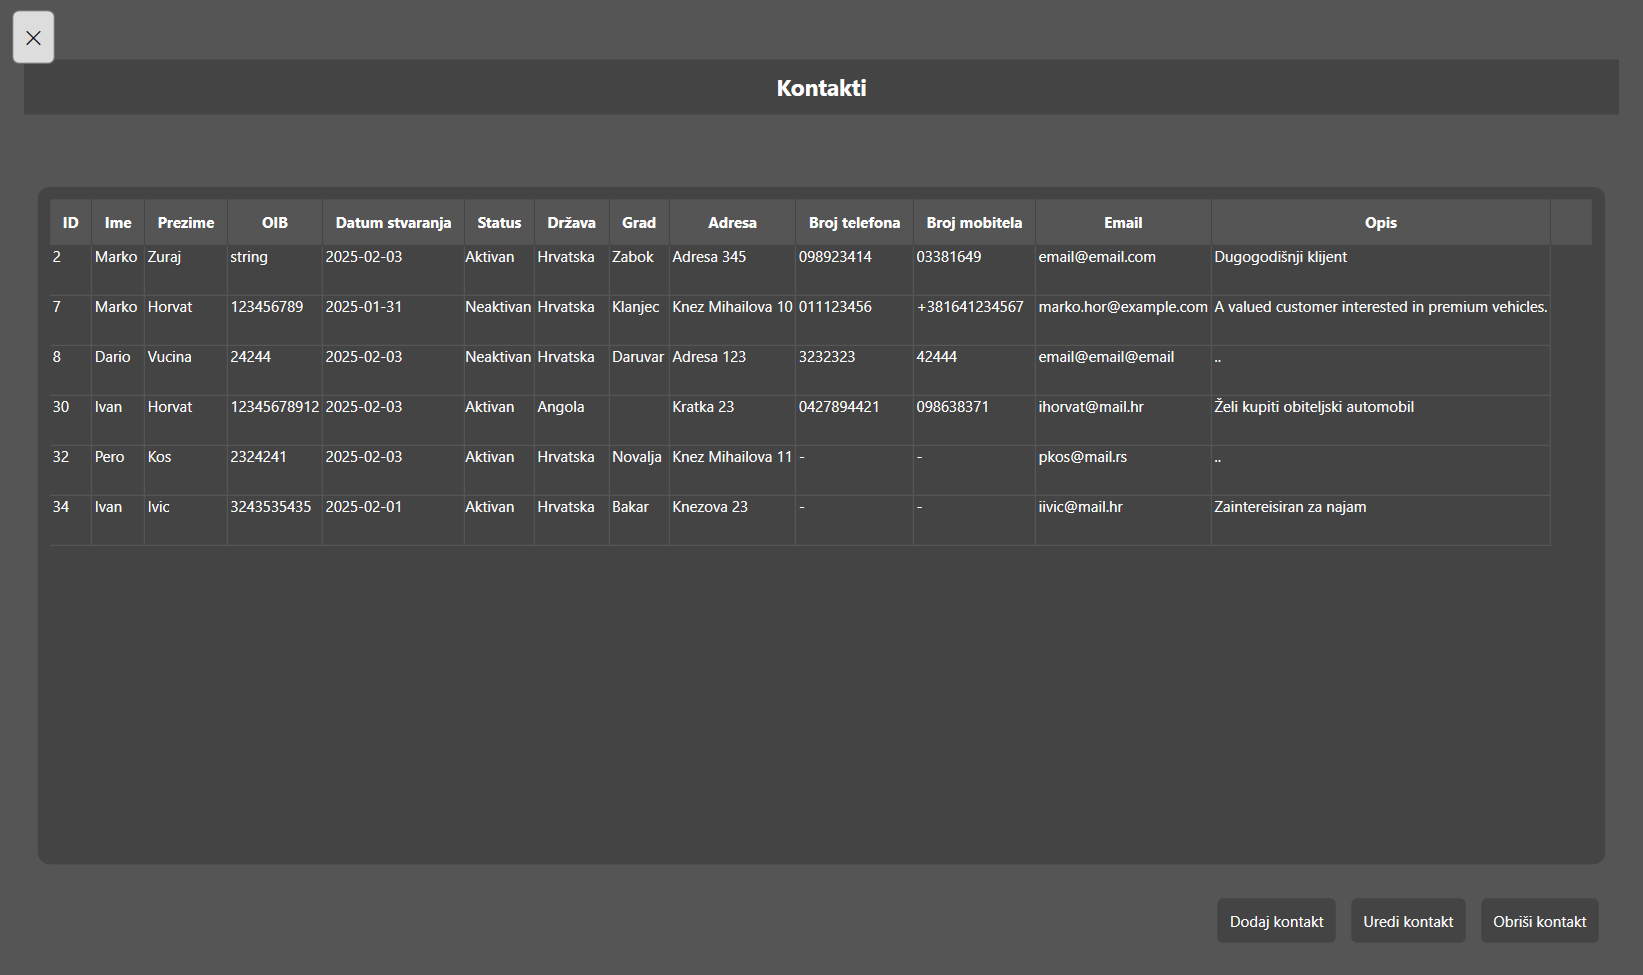 Kontakti
ID Ime Prezime OIB Datum stvaranja Status Država Grad Adresa Broj telefona Broj mobitela Email Opis
2 Marko Zuraj string 2025-02-03 Aktivan Hrvatska Zabok Adresa 345 098923414 03381649 email@email.com Dugogodišnji klijent
7 Marko Horvat 123456789 2025-01-31 Neaktivan Hrvatska Klanjec Knez Mihailova 10 011123456 +381641234567 marko.hor@example.com A valued customer interested in premium vehicles.
8 Dario Vucina 24244 2025-02-03 Neaktivan Hrvatska Daruvar Adresa 123 3232323 42444 email@email@email ..
30 Ivan Horvat 12345678912 2025-02-03 Aktivan Angola Kratka 23 0427894421 098638371 ihorvat@mail.hr Želi kupiti obiteljski automobil
32 Pero Kos 2324241 2025-02-03 Aktivan Hrvatska Novalja Knez Mihailova 11 - - pkos@mail.rs ..
34 Ivan Ivic 3243535435 2025-02-01 Aktivan Hrvatska Bakar Knezova 23 - - iivic@mail.hr Zaintereisiran za najam
Dodaj kontakt Uredi kontakt Obriši kontakt